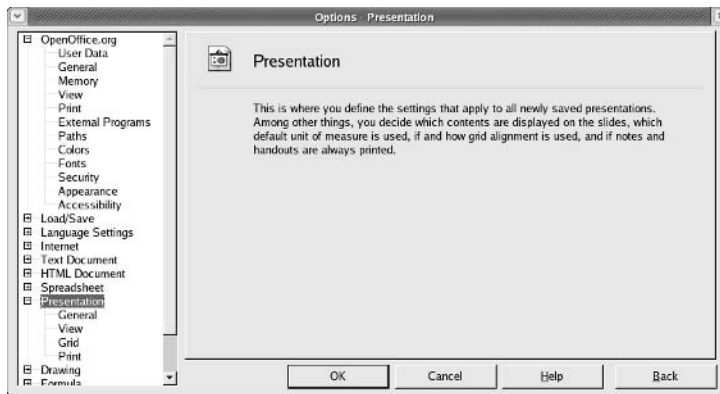 Options - Presentation
OpenOffice.org
User Data
General
Memory
View
Print
External Programs
Paths
Colors
Fonts
Security
Appearance
Accessibility
Load/Save
Language Settings
Internet
Text Document
HTML Document
Spreadsheet
Presentation
General
View
Grid
Print
Drawing
Formula
Presentation
This is where you define the settings that apply to all newly saved presentations.
Among other things, you decide which contents are displayed on the slides, which
default unit of measure is used, if and how grid alignment is used, and if notes and
handouts are always printed.
OK
Cancel
Help
Back